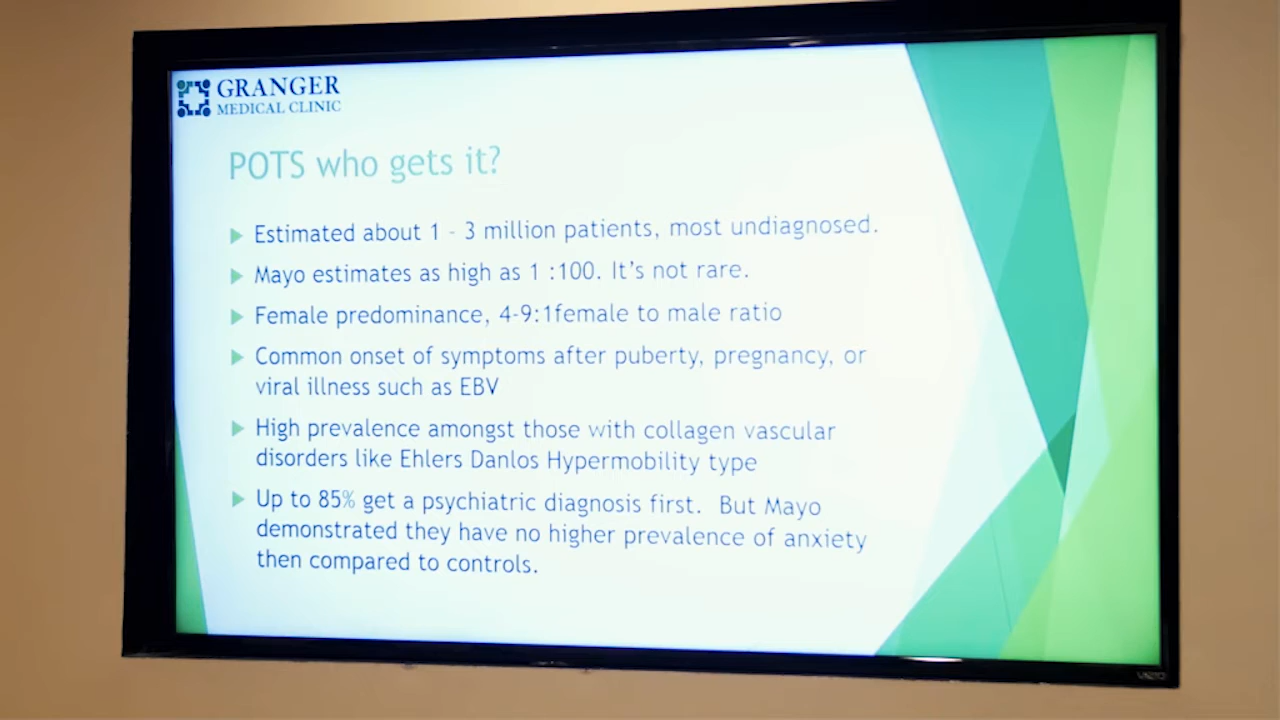 GRANGER
MEDICAL CLINIC
POTS who gets it?
Estimated about 1 - 3 million patients, most undiagnosed.
Mayo estimates as high as 1 :100. It's not rare.
Female predominance, 4-9:1female to male ratio
Common onset of symptoms after puberty, pregnancy, or
viral illness such as EBV
High prevalence amongst those with collagen vascular
disorders like Ehlers Danlos Hypermobility type
Up to 85% get a psychiatric diagnosis first. But Mayo
demonstrated they have no higher prevalence of anxiety
then compared to controls.
VIZIO